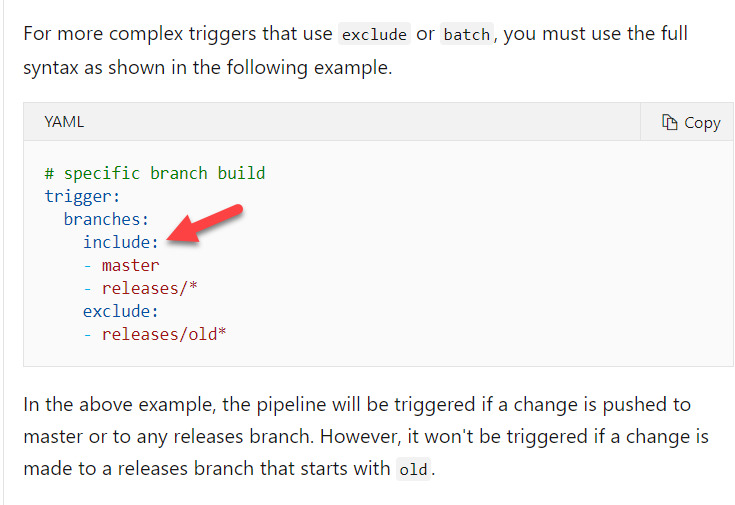 For more complex triggers that use exclude or batch, you must use the full
syntax as shown in the following example.
YAML
Copy
# specific branch build
trigger:
  branches:
    include:
    - master
    - releases/*
    exclude:
    - releases/old*
In the above example, the pipeline will be triggered if a change is pushed to
master or to any releases branch. However, it won't be triggered if a change is
made to a releases branch that starts with old.